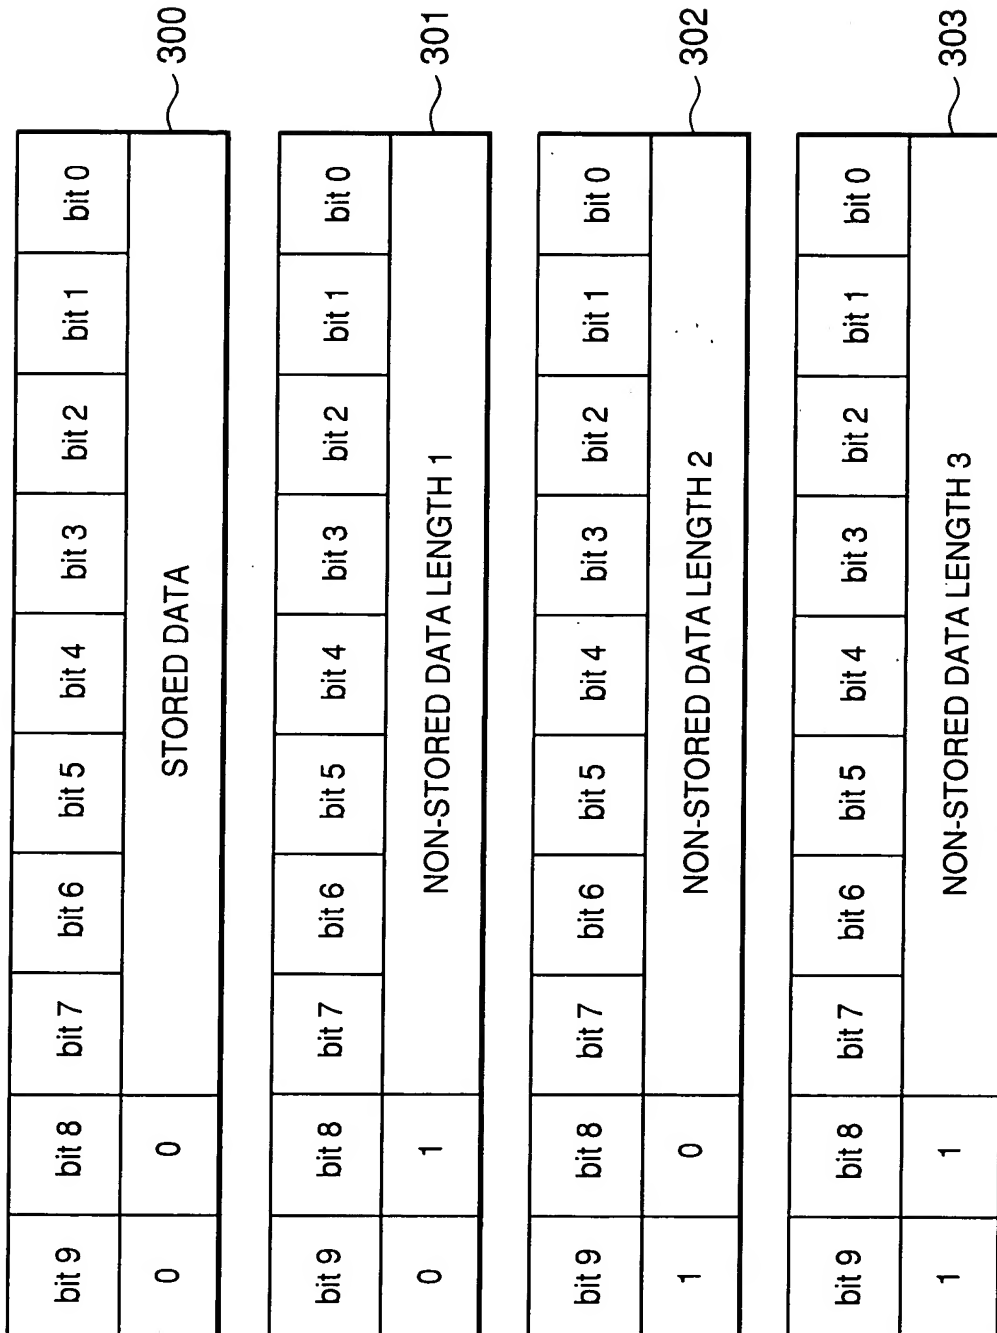 bit 9 bit 8 bit 7 bit 6 bit 5 bit 4 bit 3 bit 2 bit 1 bit 0
0 0 STORED DATA
300
bit 9 bit 8 bit 7 bit 6 bit 5 bit 4 bit 3 bit 2 bit 1 bit 0
0 1 NON-STORED DATA LENGTH 1
301
bit 9 bit 8 bit 7 bit 6 bit 5 bit 4 bit 3 bit 2 bit 1 bit 0
1 0 NON-STORED DATA LENGTH 2
302
bit 9 bit 8 bit 7 bit 6 bit 5 bit 4 bit 3 bit 2 bit 1 bit 0
1 1 NON-STORED DATA LENGTH 3
303